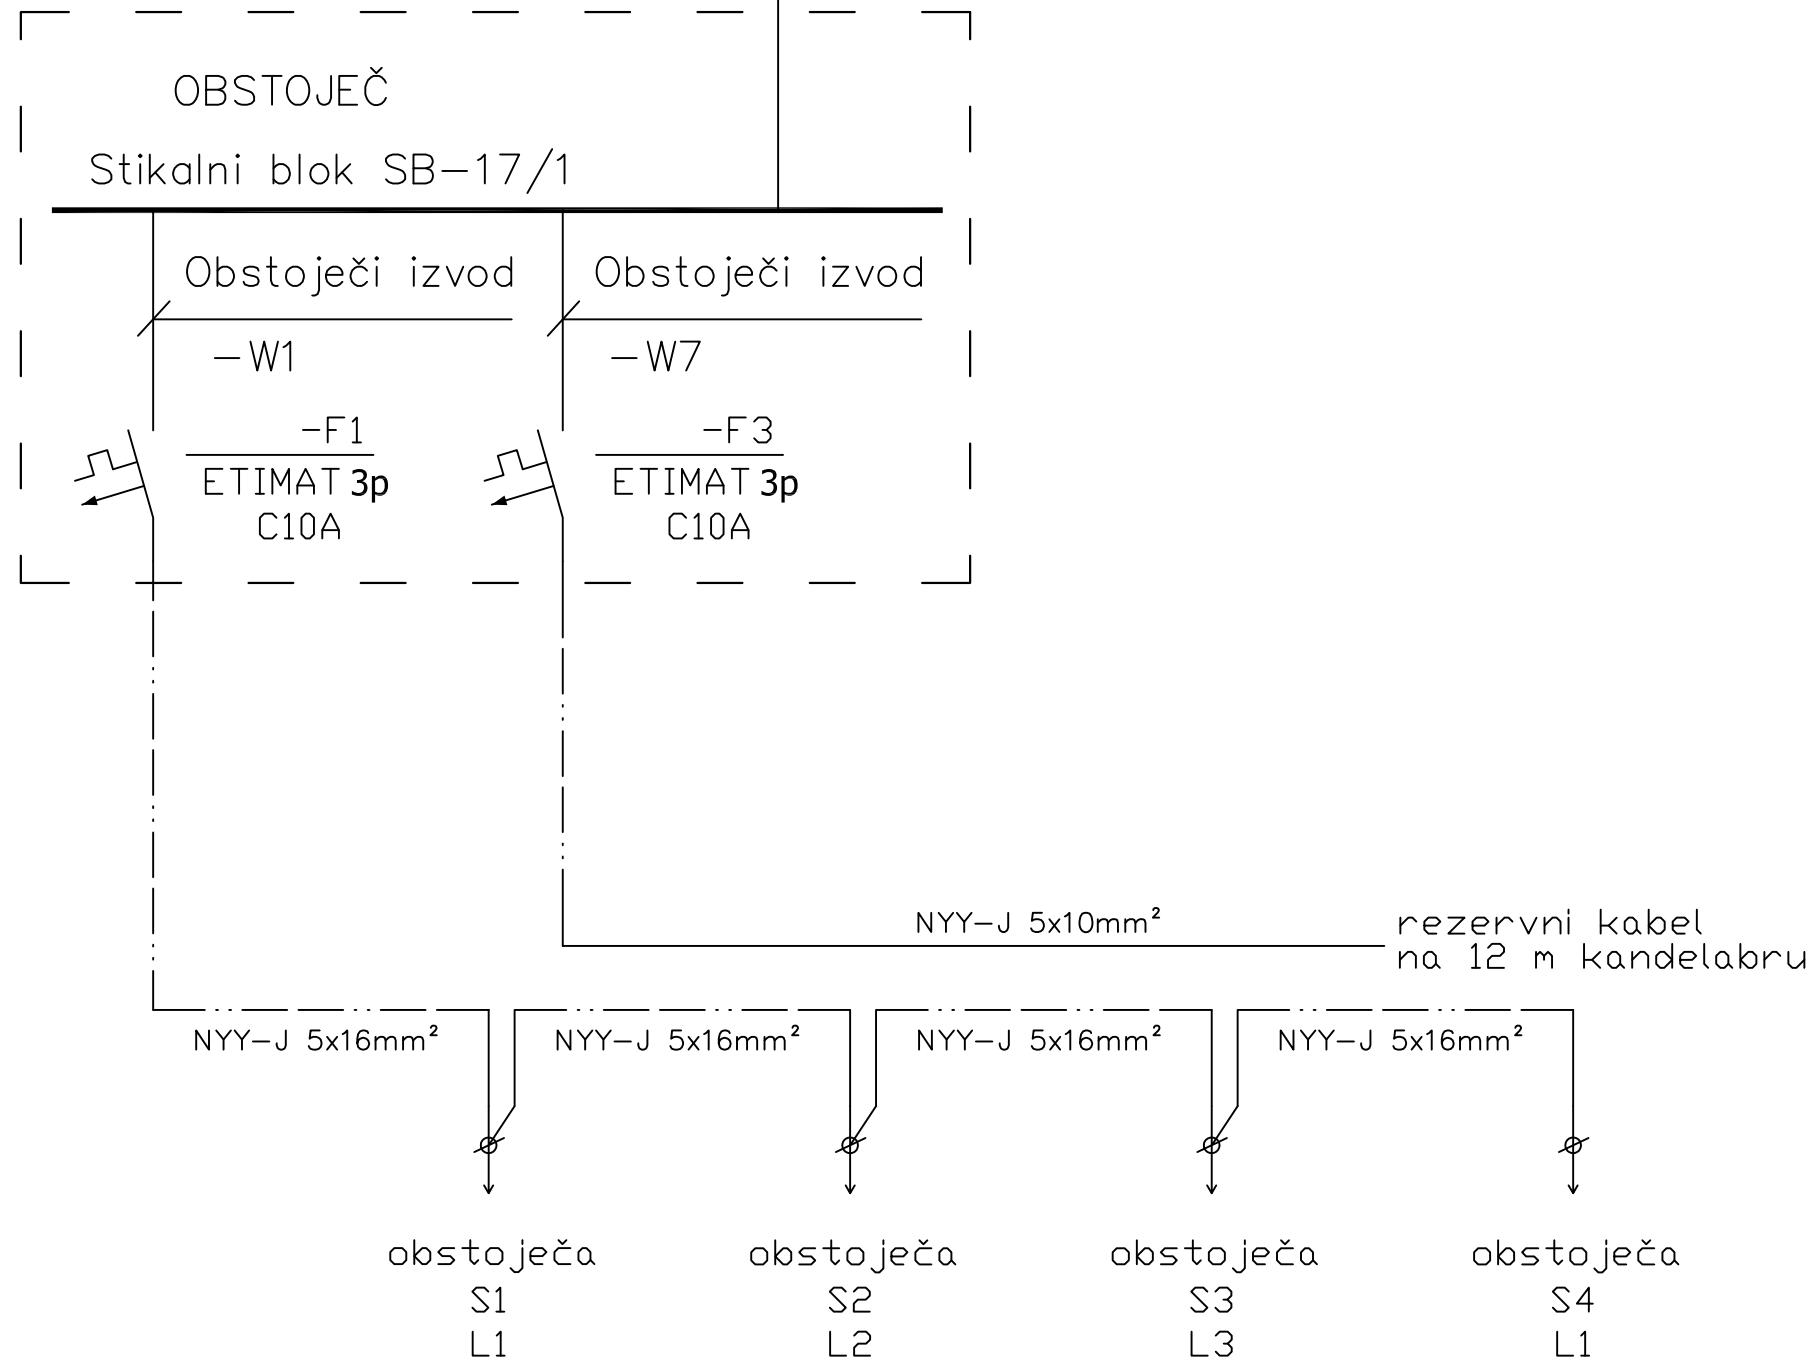 OBSTOJEČ
Stikalni blok SB-17/1
Obstoječi izvod
Obstoječi izvod
-W1
-W7
-F1
ETIMAT 3p
C10A
-F3
ETIMAT 3p
C10A
NYY-J 5x10mm²
rezervni kabel
na 12 m kandelabru
NYY-J 5x16mm²
NYY-J 5x16mm²
NYY-J 5x16mm²
NYY-J 5x16mm²
obstoječa
S1
L1
obstoječa
S2
L2
obstoječa
S3
L3
obstoječa
S4
L1